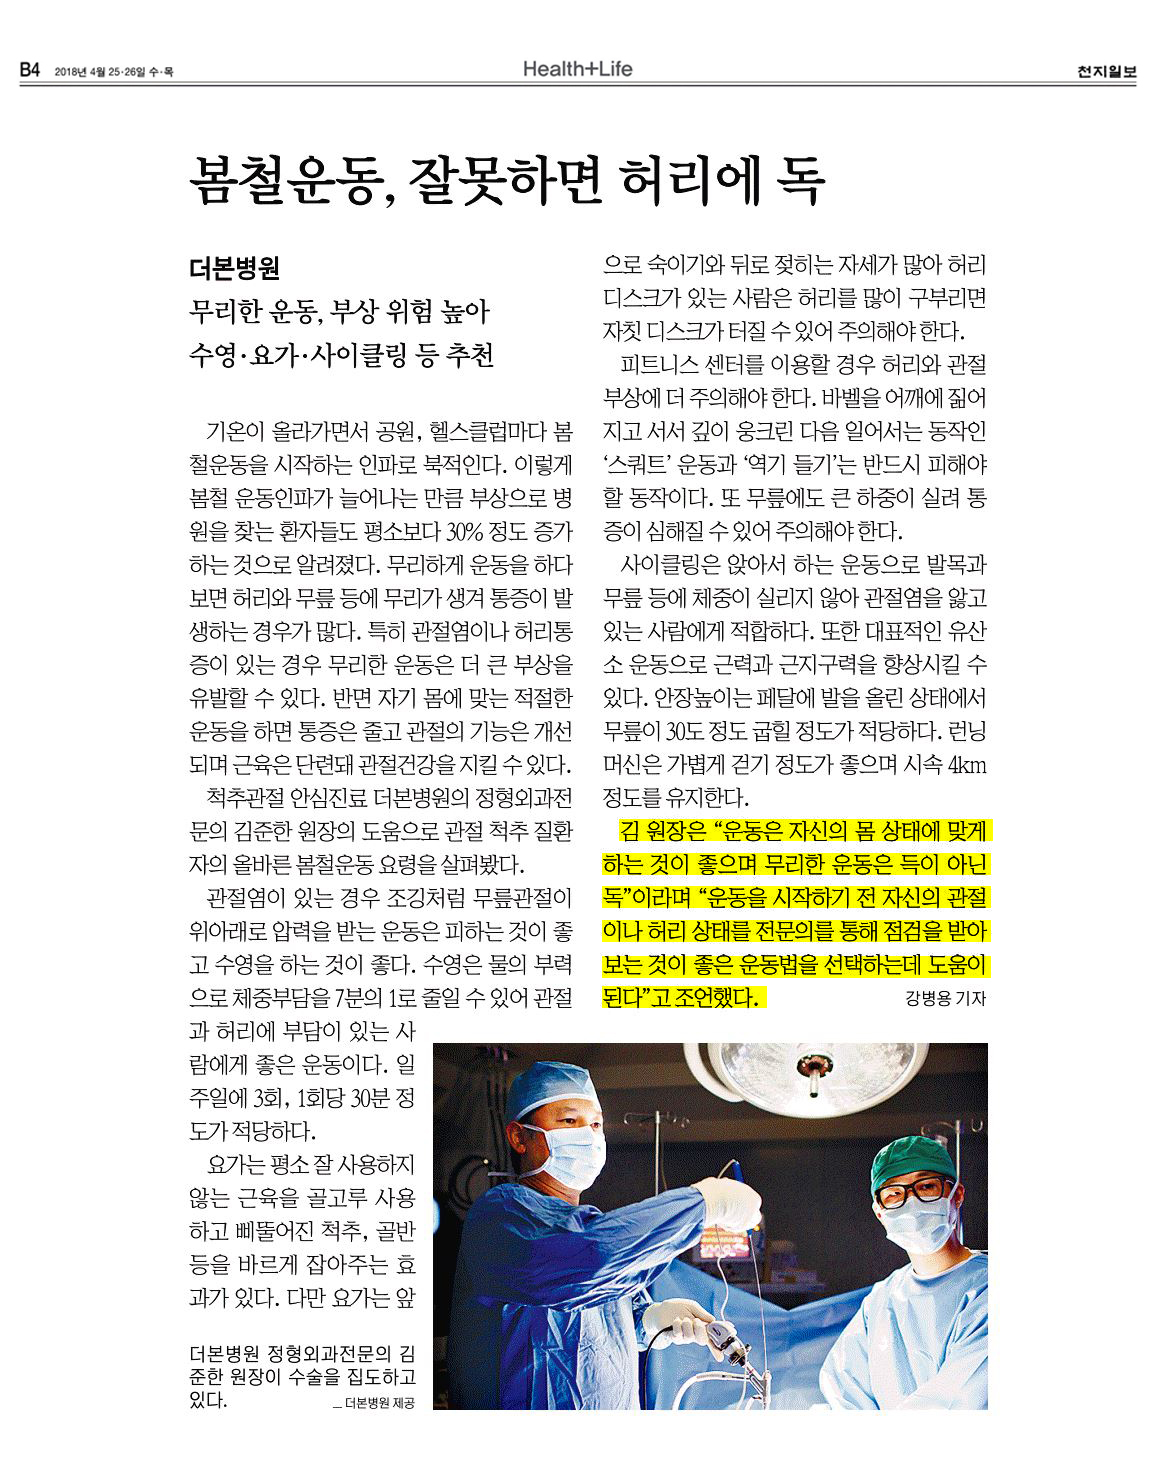 B4 2018년 4월 25·26일 수·목
Health+Life
천지일보
봄철운동, 잘못하면 허리에 독
더본병원
무리한 운동, 부상 위험 높아
수영·요가·사이클링 등 추천
기온이 올라가면서 공원, 헬스클럽마다 봄
철운동을 시작하는 인파로 북적인다. 이렇게
봄철 운동인파가 늘어나는 만큼 부상으로 병
원을 찾는 환자들도 평소보다 30% 정도 증가
하는 것으로 알려졌다. 무리하게 운동을 하다
보면 허리와 무릎 등에 무리가 생겨 통증이 발
생하는 경우가 많다. 특히 관절염이나 허리통
증이 있는 경우 무리한 운동은 더 큰 부상을
유발할 수 있다. 반면 자기 몸에 맞는 적절한
운동을 하면 통증은 줄고 관절의 기능은 개선
되며 근육은 단련돼 관절건강을 지킬 수 있다.
척추관절 안심진료 더본병원의 정형외과전
문의 김준한 원장의 도움으로 관절 척추 질환
자의 올바른 봄철운동 요령을 살펴봤다.
관절염이 있는 경우 조깅처럼 무릎관절이
위아래로 압력을 받는 운동은 피하는 것이 좋
고 수영을 하는 것이 좋다. 수영은 물의 부력
으로 체중부담을 7분의 1로 줄일 수 있어 관절
과 허리에 부담이 있는 사
람에게 좋은 운동이다. 일
주일에 3회, 1회당 30분 정
도가 적당하다.
요가는 평소 잘 사용하지
않는 근육을 골고루 사용
하고 삐뚤어진 척추, 골반
등을 바르게 잡아주는 효
과가 있다. 다만 요가는 앞
으로 숙이기와 뒤로 젖히는 자세가 많아 허리
디스크가 있는 사람은 허리를 많이 구부리면
자칫 디스크가 터질 수 있어 주의해야 한다.
피트니스 센터를 이용할 경우 허리와 관절
부상에 더 주의해야 한다. 바벨을 어깨에 짊어
지고 서서 깊이 웅크린 다음 일어서는 동작인
‘스쿼트’ 운동과 ‘역기 들기’는 반드시 피해야
할 동작이다. 또 무릎에도 큰 하중이 실려 통
증이 심해질 수 있어 주의해야 한다.
사이클링은 앉아서 하는 운동으로 발목과
무릎 등에 체중이 실리지 않아 관절염을 앓고
있는 사람에게 적합하다. 또한 대표적인 유산
소 운동으로 근력과 근지구력을 향상시킬 수
있다. 안장높이는 페달에 발을 올린 상태에서
무릎이 30도 정도 굽힐 정도가 적당하다. 런닝
머신은 가볍게 걷기 정도가 좋으며 시속 4km
정도를 유지한다.
김 원장은 “운동은 자신의 몸 상태에 맞게
하는 것이 좋으며 무리한 운동은 득이 아닌
독”이라며 “운동을 시작하기 전 자신의 관절
이나 허리 상태를 전문의를 통해 점검을 받아
보는 것이 좋은 운동법을 선택하는데 도움이
된다”고 조언했다.
강병용 기자
더본병원 정형외과전문의 김
준한 원장이 수술을 집도하고
있다.
_ 더본병원 제공